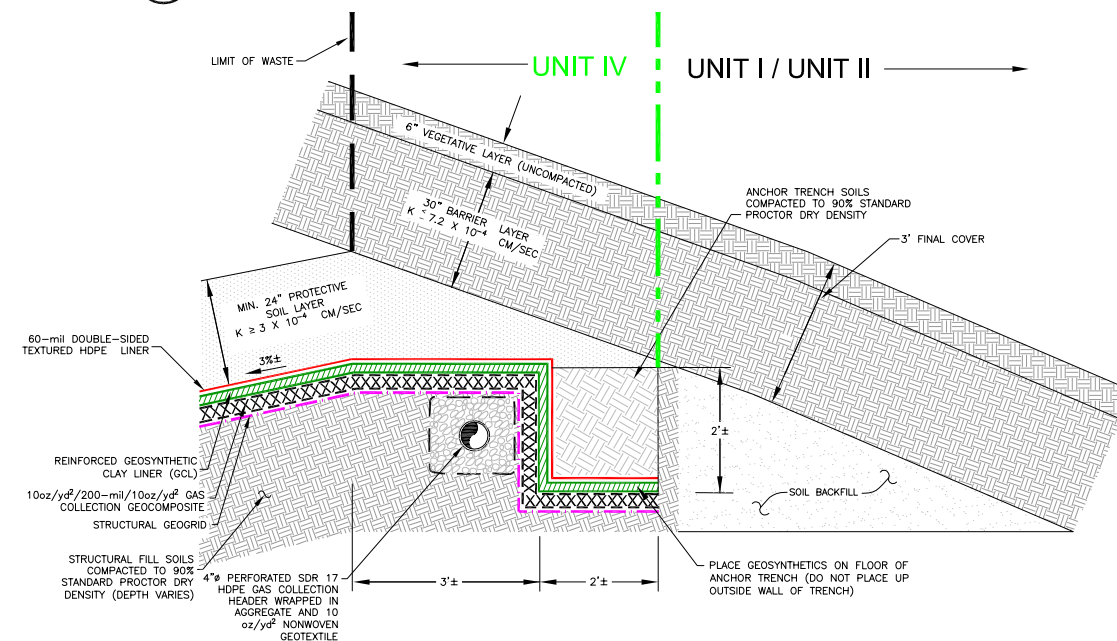 LIMIT OF WASTE
UNIT IV
UNIT I / UNIT II
6" VEGETATIVE LAYER (UNCOMPACTED)
30" BARRIER LAYER
K ≤ 7.2 X 10⁻⁴ CM/SEC
ANCHOR TRENCH SOILS
COMPACTED TO 90% STANDARD
PROCTOR DRY DENSITY
3' FINAL COVER
MIN. 24" PROTECTIVE
SOIL LAYER
K ≥ 3 X 10⁻⁴ CM/SEC
60-mil DOUBLE-SIDED
TEXTURED HDPE LINER
3%±
2'±
REINFORCED GEOSYNTHETIC
CLAY LINER (GCL)
10oz/yd²/200-mil/10oz/yd² GAS
COLLECTION GEOCOMPOSITE
STRUCTURAL GEOGRID
SOIL BACKFILL
STRUCTURAL FILL SOILS
COMPACTED TO 90%
STANDARD PROCTOR DRY
DENSITY (DEPTH VARIES)
4"ø PERFORATED SDR 17
HDPE GAS COLLECTION
HEADER WRAPPED IN
AGGREGATE AND 10
oz/yd² NONWOVEN
GEOTEXTILE
3'±
2'±
PLACE GEOSYNTHETICS ON FLOOR OF
ANCHOR TRENCH (DO NOT PLACE UP
OUTSIDE WALL OF TRENCH)